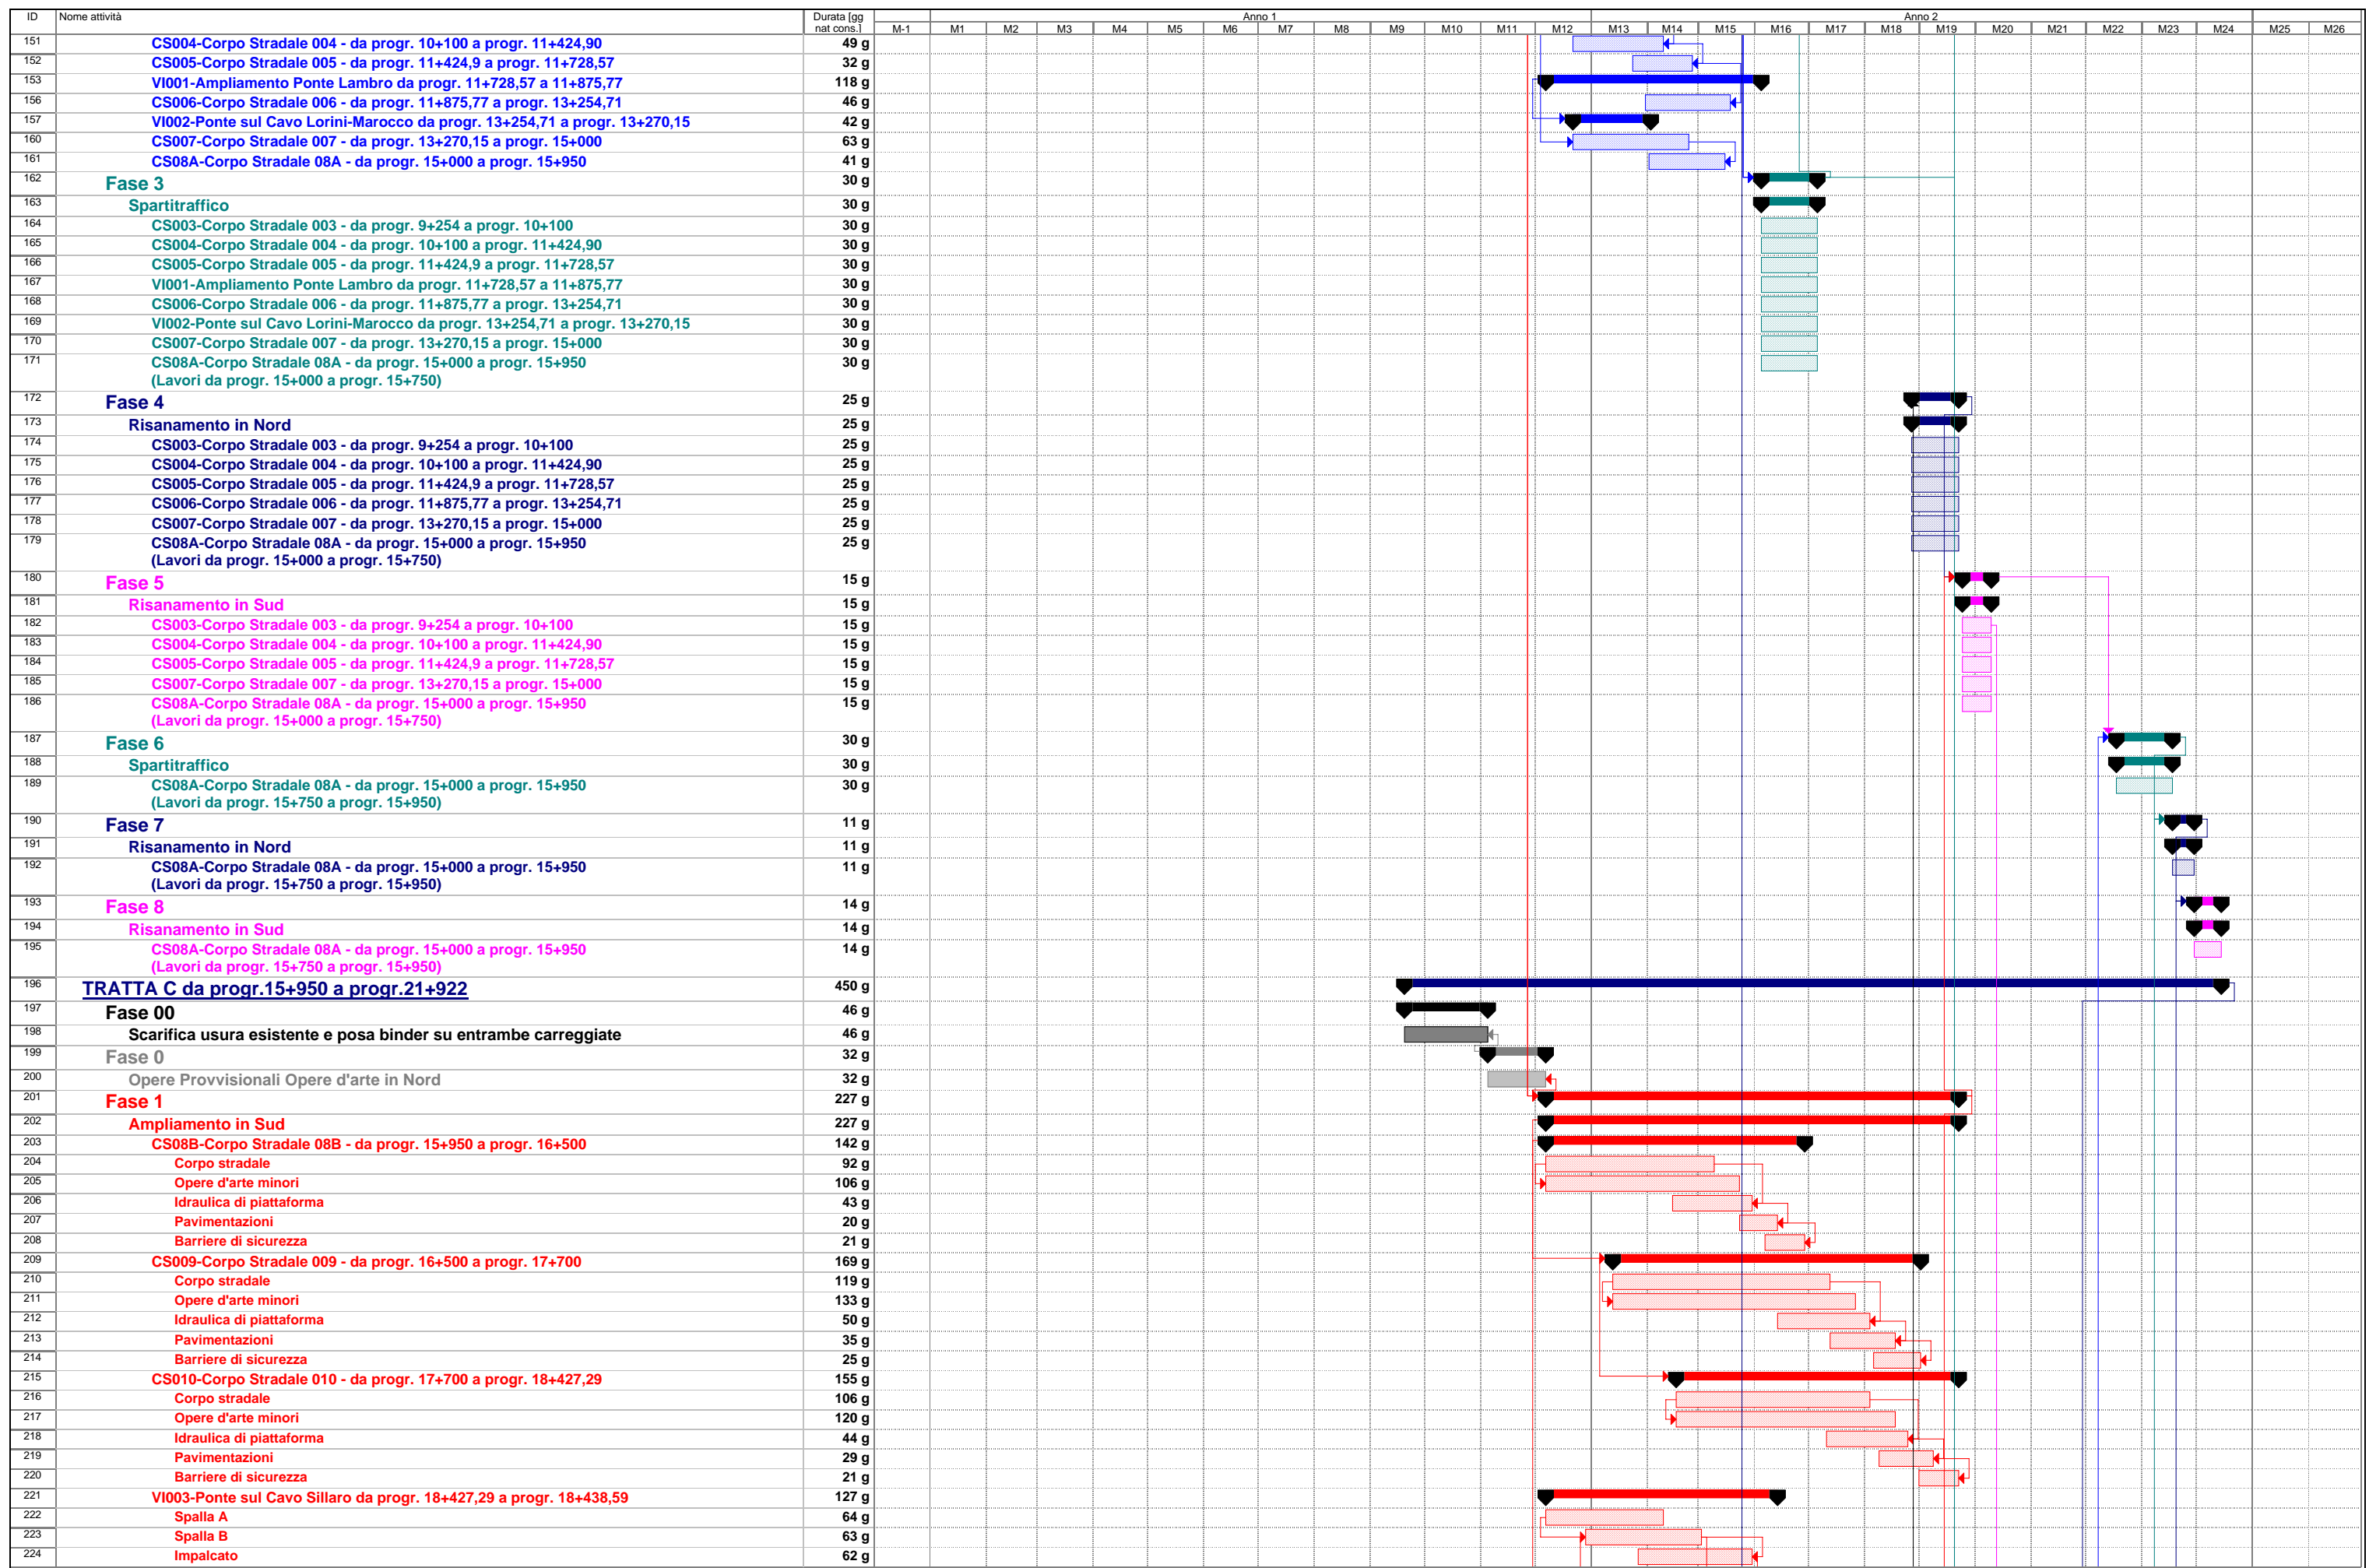 ID Nome attività Durata [gg nat cons.] Anno 1 Anno 2
M-1 M1 M2 M3 M4 M5 M6 M7 M8 M9 M10 M11 M12 M13 M14 M15 M16 M17 M18 M19 M20 M21 M22 M23 M24 M25 M26
151 CS004-Corpo Stradale 004 - da progr. 10+100 a progr. 11+424,90 49 g
152 CS005-Corpo Stradale 005 - da progr. 11+424,9 a progr. 11+728,57 32 g
153 VI001-Ampliamento Ponte Lambro da progr. 11+728,57 a 11+875,77 118 g
156 CS006-Corpo Stradale 006 - da progr. 11+875,77 a progr. 13+254,71 46 g
157 VI002-Ponte sul Cavo Lorini-Marocco da progr. 13+254,71 a progr. 13+270,15 42 g
160 CS007-Corpo Stradale 007 - da progr. 13+270,15 a progr. 15+000 63 g
161 CS08A-Corpo Stradale 08A - da progr. 15+000 a progr. 15+950 41 g
162 Fase 3 30 g
163 Spartitraffico 30 g
164 CS003-Corpo Stradale 003 - da progr. 9+254 a progr. 10+100 30 g
165 CS004-Corpo Stradale 004 - da progr. 10+100 a progr. 11+424,90 30 g
166 CS005-Corpo Stradale 005 - da progr. 11+424,9 a progr. 11+728,57 30 g
167 VI001-Ampliamento Ponte Lambro da progr. 11+728,57 a 11+875,77 30 g
168 CS006-Corpo Stradale 006 - da progr. 11+875,77 a progr. 13+254,71 30 g
169 VI002-Ponte sul Cavo Lorini-Marocco da progr. 13+254,71 a progr. 13+270,15 30 g
170 CS007-Corpo Stradale 007 - da progr. 13+270,15 a progr. 15+000 30 g
171 CS08A-Corpo Stradale 08A - da progr. 15+000 a progr. 15+950 30 g
(Lavori da progr. 15+000 a progr. 15+750)
172 Fase 4 25 g
173 Risanamento in Nord 25 g
174 CS003-Corpo Stradale 003 - da progr. 9+254 a progr. 10+100 25 g
175 CS004-Corpo Stradale 004 - da progr. 10+100 a progr. 11+424,90 25 g
176 CS005-Corpo Stradale 005 - da progr. 11+424,9 a progr. 11+728,57 25 g
177 CS006-Corpo Stradale 006 - da progr. 11+875,77 a progr. 13+254,71 25 g
178 CS007-Corpo Stradale 007 - da progr. 13+270,15 a progr. 15+000 25 g
179 CS08A-Corpo Stradale 08A - da progr. 15+000 a progr. 15+950 25 g
(Lavori da progr. 15+000 a progr. 15+750)
180 Fase 5 15 g
181 Risanamento in Sud 15 g
182 CS003-Corpo Stradale 003 - da progr. 9+254 a progr. 10+100 15 g
183 CS004-Corpo Stradale 004 - da progr. 10+100 a progr. 11+424,90 15 g
184 CS005-Corpo Stradale 005 - da progr. 11+424,9 a progr. 11+728,57 15 g
185 CS007-Corpo Stradale 007 - da progr. 13+270,15 a progr. 15+000 15 g
186 CS08A-Corpo Stradale 08A - da progr. 15+000 a progr. 15+950 15 g
(Lavori da progr. 15+000 a progr. 15+750)
187 Fase 6 30 g
188 Spartitraffico 30 g
189 CS08A-Corpo Stradale 08A - da progr. 15+000 a progr. 15+950 30 g
(Lavori da progr. 15+750 a progr. 15+950)
190 Fase 7 11 g
191 Risanamento in Nord 11 g
192 CS08A-Corpo Stradale 08A - da progr. 15+000 a progr. 15+950 11 g
(Lavori da progr. 15+750 a progr. 15+950)
193 Fase 8 14 g
194 Risanamento in Sud 14 g
195 CS08A-Corpo Stradale 08A - da progr. 15+000 a progr. 15+950 14 g
(Lavori da progr. 15+750 a progr. 15+950)
196 TRATTA C da progr.15+950 a progr.21+922 450 g
197 Fase 00 46 g
198 Scarifica usura esistente e posa binder su entrambe carreggiate 46 g
199 Fase 0 32 g
200 Opere Provvisionali Opere d'arte in Nord 32 g
201 Fase 1 227 g
202 Ampliamento in Sud 227 g
203 CS08B-Corpo Stradale 08B - da progr. 15+950 a progr. 16+500 142 g
204 Corpo stradale 92 g
205 Opere d'arte minori 106 g
206 Idraulica di piattaforma 43 g
207 Pavimentazioni 20 g
208 Barriere di sicurezza 21 g
209 CS009-Corpo Stradale 009 - da progr. 16+500 a progr. 17+700 169 g
210 Corpo stradale 119 g
211 Opere d'arte minori 133 g
212 Idraulica di piattaforma 50 g
213 Pavimentazioni 35 g
214 Barriere di sicurezza 25 g
215 CS010-Corpo Stradale 010 - da progr. 17+700 a progr. 18+427,29 155 g
216 Corpo stradale 106 g
217 Opere d'arte minori 120 g
218 Idraulica di piattaforma 44 g
219 Pavimentazioni 29 g
220 Barriere di sicurezza 21 g
221 VI003-Ponte sul Cavo Sillaro da progr. 18+427,29 a progr. 18+438,59 127 g
222 Spalla A 64 g
223 Spalla B 63 g
224 Impalcato 62 g